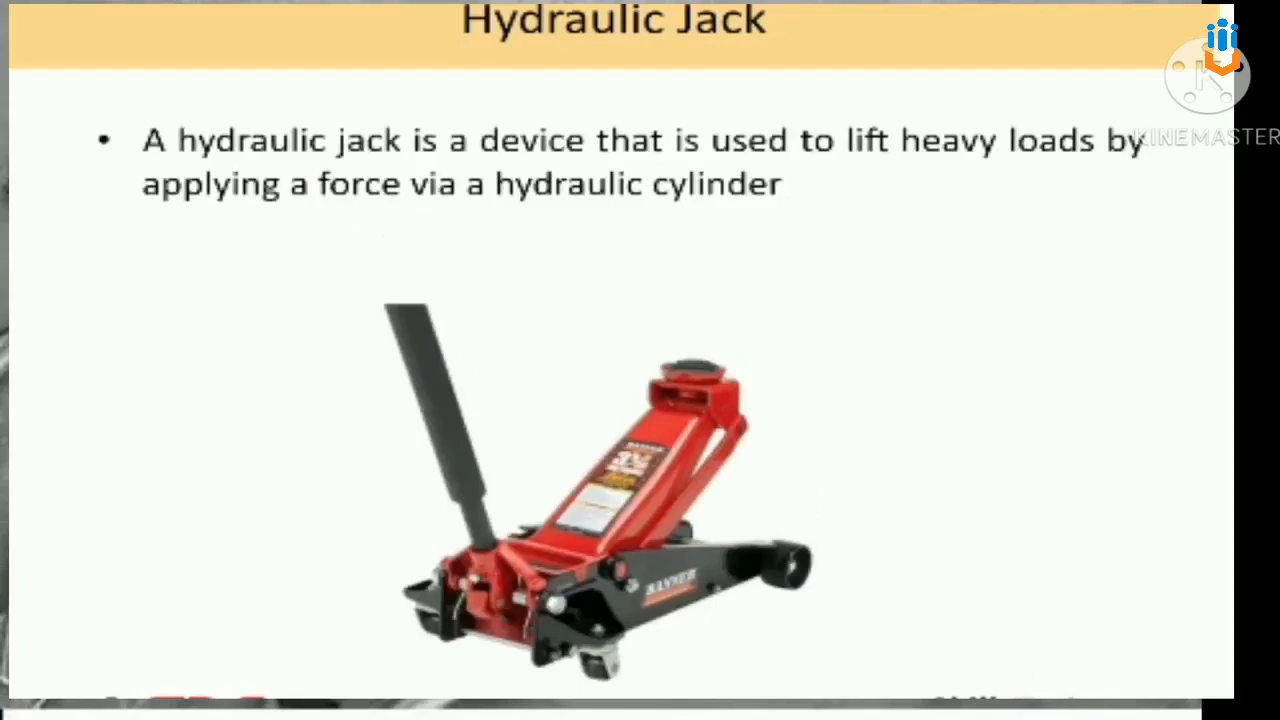 Hydraulic Jack
• A hydraulic jack is a device that is used to lift heavy loads by
applying a force via a hydraulic cylinder
K
KINEMASTER
BANNER